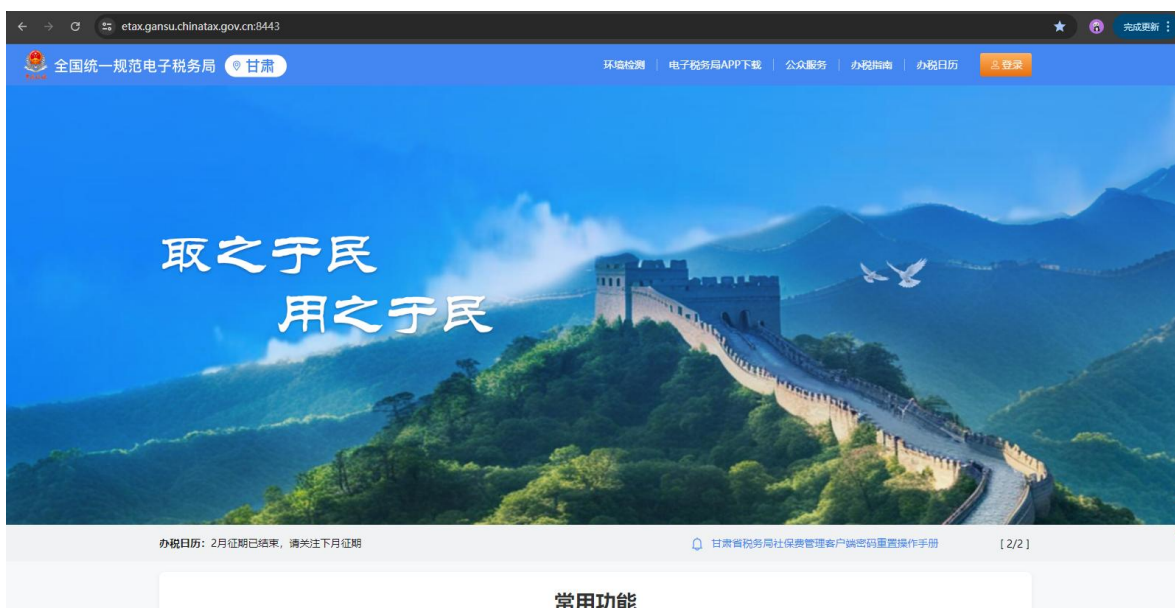 etax.gansu.chinatax.gov.cn:8443
完成更新
全国统一规范电子税务局 甘肃
环境检测 电子税务局APP下载 公众服务 办税指南 办税日历 登录
取之于民
用之于民
办税日历: 2月征期已结束, 请关注下月征期
甘肃省税务局社保费管理客户端密码重置操作手册 [2/2]
常用功能